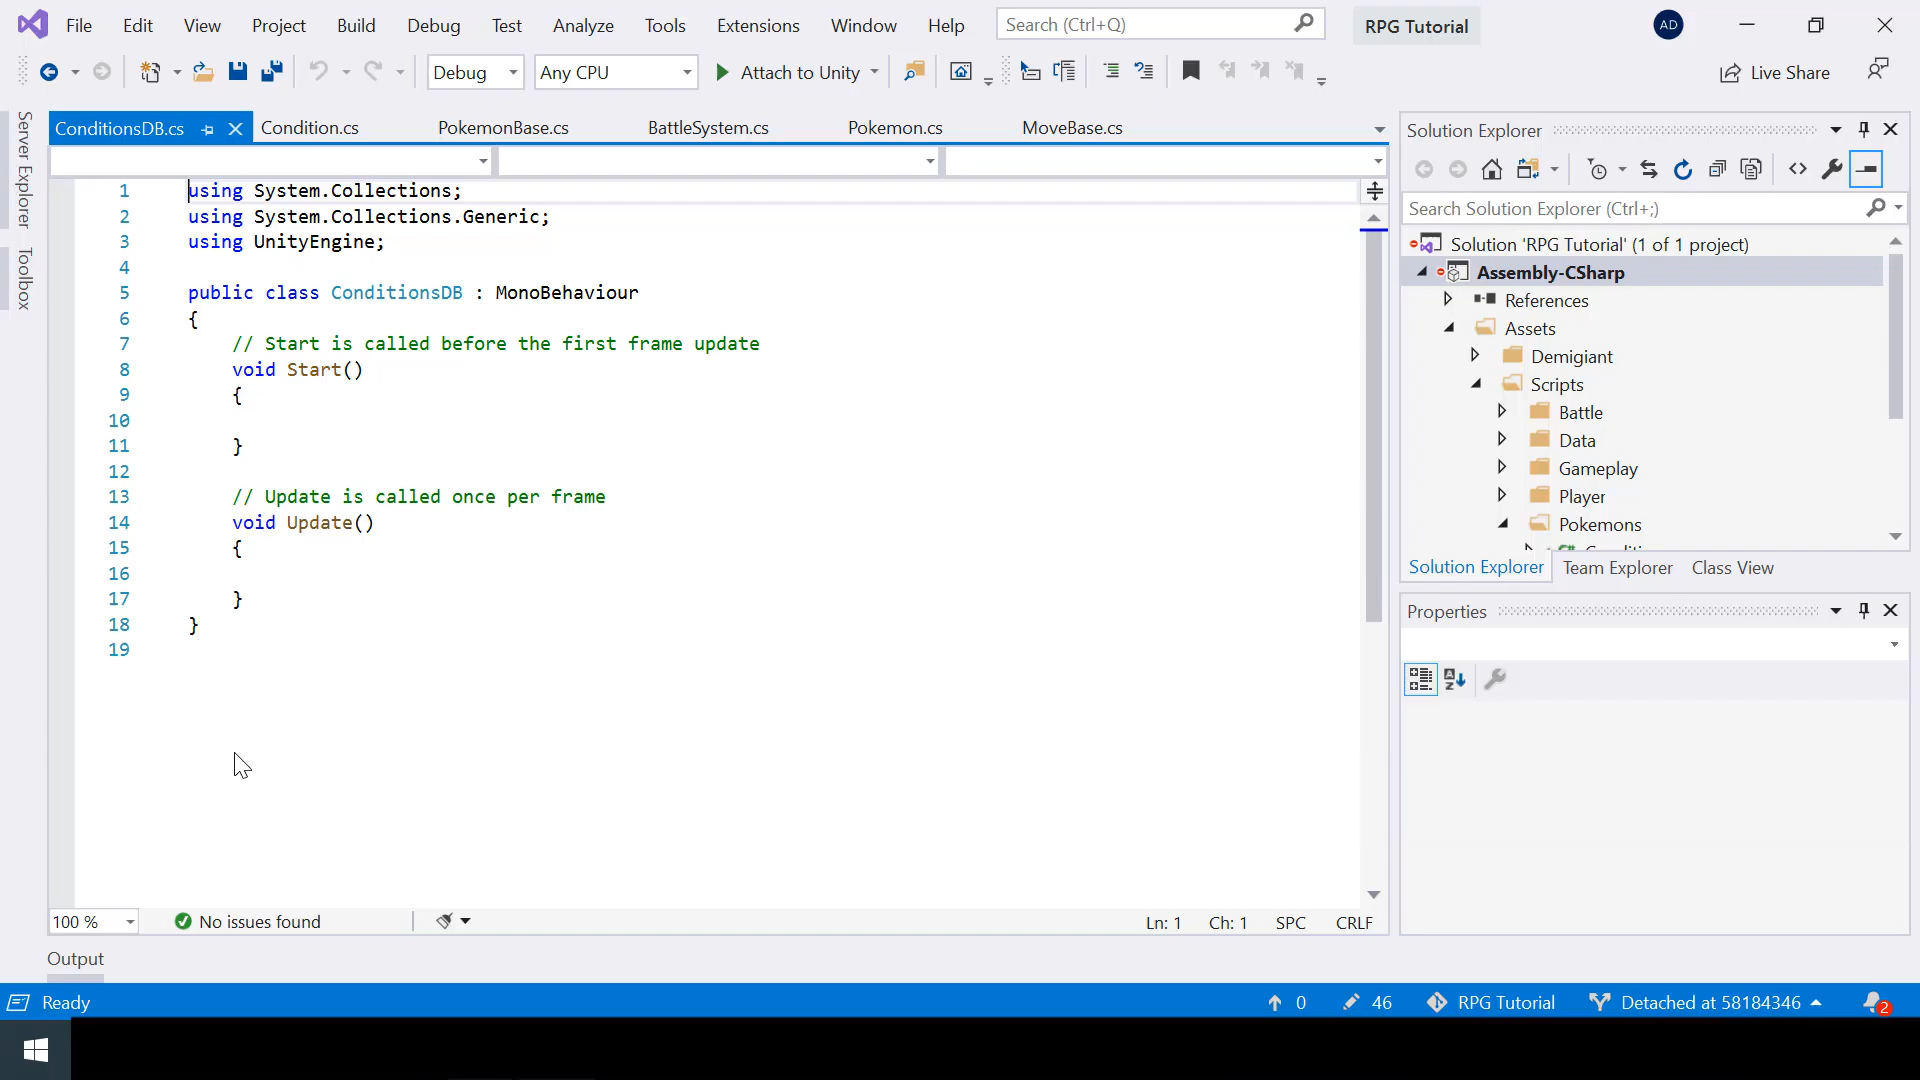 File Edit View Project Build Debug Test Analyze Tools Extensions Window Help Search (Ctrl+Q) RPG Tutorial AD
Debug Any CPU Attach to Unity Live Share
Server Explorer
Toolbox
ConditionsDB.cs Condition.cs PokemonBase.cs BattleSystem.cs Pokemon.cs MoveBase.cs
1 using System.Collections;
2 using System.Collections.Generic;
3 using UnityEngine;
4
5 public class ConditionsDB : MonoBehaviour
6 {
7 // Start is called before the first frame update
8 void Start()
9 {
10
11 }
12
13 // Update is called once per frame
14 void Update()
15 {
16
17 }
18 }
19
100 % No issues found Ln: 1 Ch: 1 SPC CRLF
Solution Explorer
Search Solution Explorer (Ctrl+;)
Solution 'RPG Tutorial' (1 of 1 project)
Assembly-CSharp
References
Assets
Demigiant
Scripts
Battle
Data
Gameplay
Player
Pokemons
Solution Explorer Team Explorer Class View
Properties
Output
Ready 0 46 RPG Tutorial Detached at 58184346 2